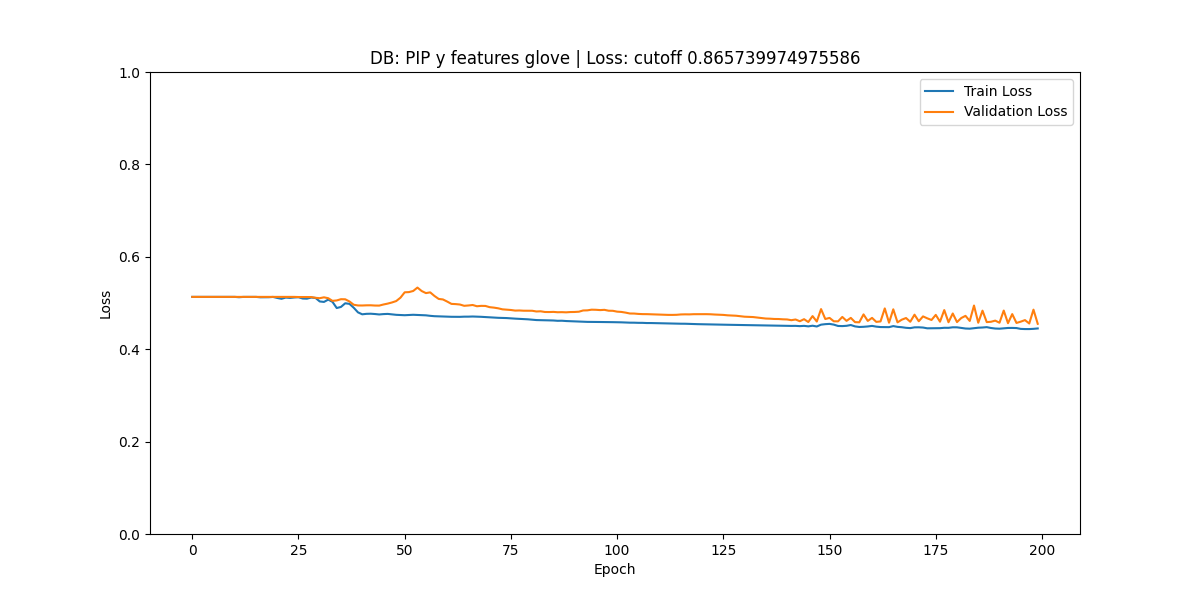 DB: PIP y features glove | Loss: cutoff 0.865739974975586
Train Loss
Validation Loss
1.0
0.8
0.6
0.4
0.2
0.0
Loss
0 25 50 75 100 125 150 175 200
Epoch